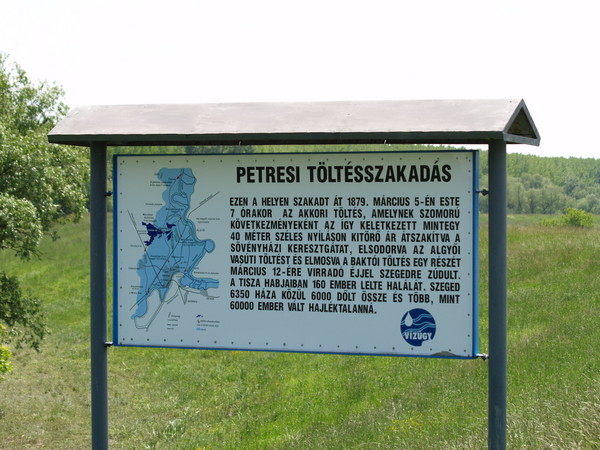 PETRESI TÖLTÉSSZAKADÁS
EZEN A HELYEN SZAKADT ÁT 1879. MÁRCIUS 5-ÉN ESTE
7 ÓRAKOR AZ AKKORI TÖLTÉS, AMELYNEK SZOMORÚ
KÖVETKEZMÉNYEKÉNT AZ ÍGY KELETKEZETT MINTEGY
40 MÉTER SZÉLES NYÍLÁSON KITÖRŐ ÁR ÁTSZAKÍTVA A
SÖVÉNYHÁZI KERESZTGÁTAT, ELSODORVA AZ ALGYŐI
VASÚTI TÖLTÉST ÉS ELMOSVA A BAKTÓI TÖLTÉS EGY RÉSZÉT
MÁRCIUS 12-ÉRE VIRRADÓ ÉJJEL SZEGEDRE ZÚDULT.
A TISZA HABJAIBAN 160 EMBER LELTE HALÁLÁT. SZEGED
6350 HÁZA KÖZÜL 6000 DŐLT ÖSSZE ÉS TÖBB, MINT
60000 EMBER VÁLT HAJLÉKTALANNÁ.
VÍZÜGY